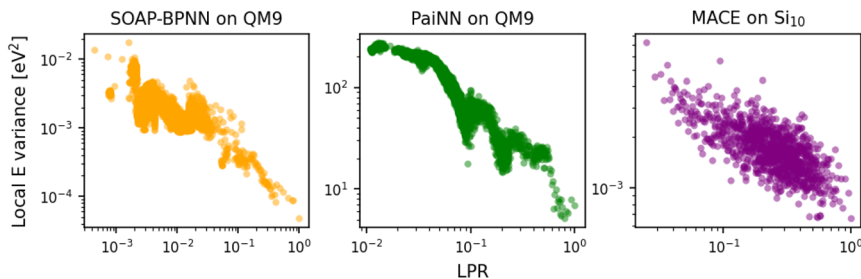 SOAP-BPNN on QM9
PaiNN on QM9
MACE on Si₁₀
Local E variance [eV²]
10⁻²
10⁻³
10⁻⁴
10²
10¹
10⁻³
10⁻³ 10⁻² 10⁻¹ 10⁰
10⁻² 10⁻¹ 10⁰
10⁻¹ 10⁰
LPR